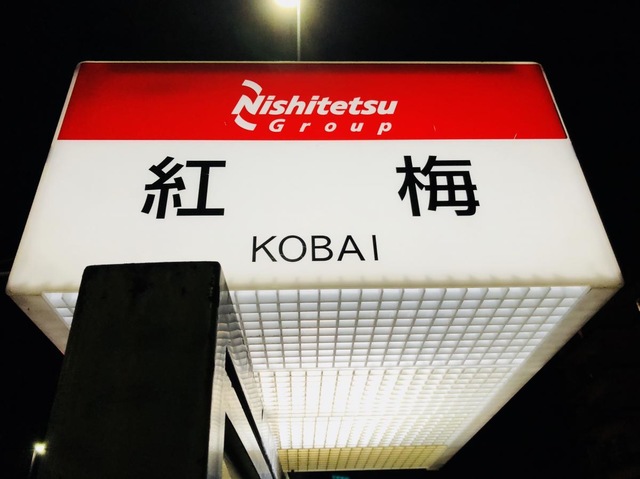 Nishitetsu
Group
紅梅
KOBAI